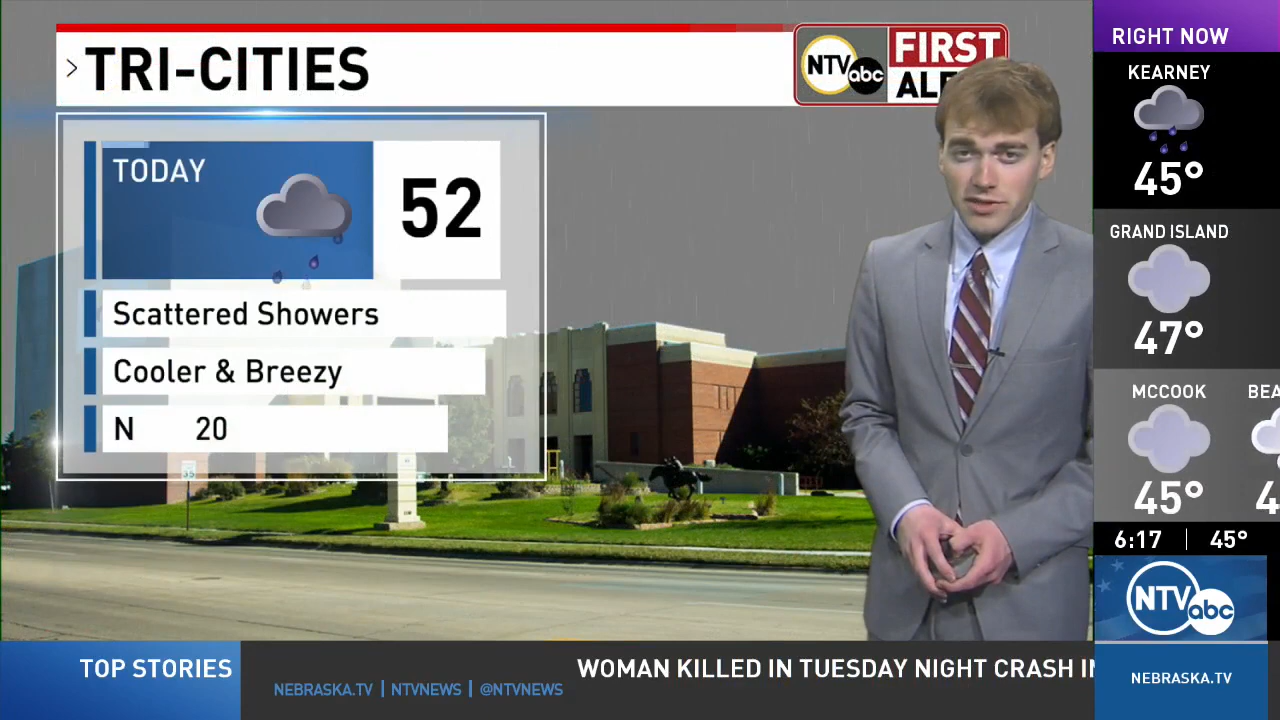 TRI-CITIES
NTV abc
FIRST
TODAY
52
Scattered Showers
Cooler & Breezy
N 20
35
RIGHT NOW
KEARNEY
45°
GRAND ISLAND
47°
MCCOOK
45°
6:17 | 45°
NTV abc
NEBRASKA.TV
TOP STORIES
WOMAN KILLED IN TUESDAY NIGHT CRASH
NEBRASKA.TV | NTVNEWS | @NTVNEWS